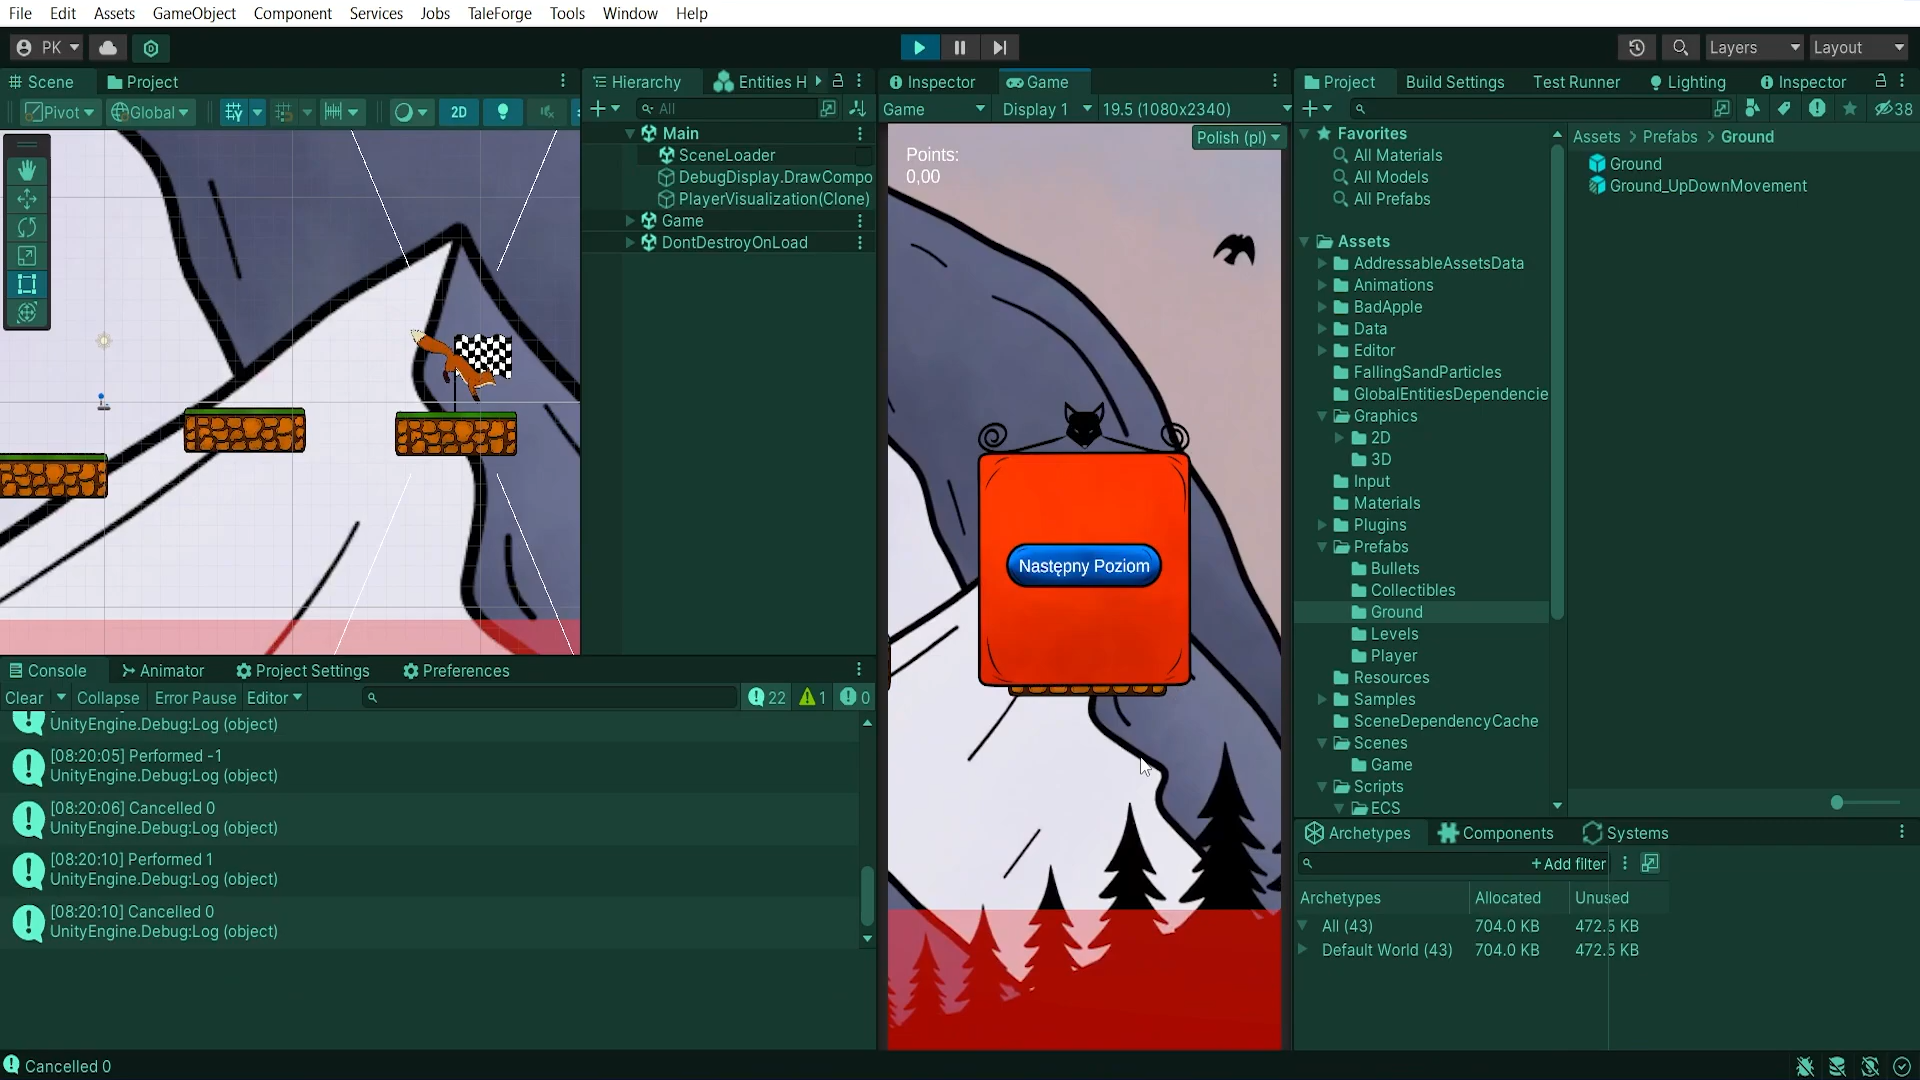 File Edit Assets GameObject Component Services Jobs TaleForge Tools Window Help
PK
Layers Layout
Scene Project
Pivot Global 2D
Hierarchy Entities H
All
Main
SceneLoader
DebugDisplay.DrawCompo
PlayerVisualization(Clone)
Game
DontDestroyOnLoad
Inspector Game
Game Display 1 19.5 (1080x2340)
Polish (pl)
Points:
0,00
Następny Poziom
Project Build Settings Test Runner Lighting Inspector
38
Favorites
All Materials
All Models
All Prefabs
Assets
AddressableAssetsData
Animations
BadApple
Data
Editor
FallingSandParticles
GlobalEntitiesDependencie
Graphics
2D
3D
Input
Materials
Plugins
Prefabs
Bullets
Collectibles
Ground
Levels
Player
Resources
Samples
SceneDependencyCache
Scenes
Game
Scripts
ECS
Assets > Prefabs > Ground
Ground
Ground_UpDownMovement
Console Animator Project Settings Preferences
Clear Collapse Error Pause Editor 22 1 0
UnityEngine.Debug:Log (object)
[08:20:05] Performed -1
UnityEngine.Debug:Log (object)
[08:20:06] Cancelled 0
UnityEngine.Debug:Log (object)
[08:20:10] Performed 1
UnityEngine.Debug:Log (object)
[08:20:10] Cancelled 0
UnityEngine.Debug:Log (object)
Archetypes Components Systems
+Add filter
Archetypes Allocated Unused
All (43) 704.0 KB 472.5 KB
Default World (43) 704.0 KB 472.5 KB
Cancelled 0